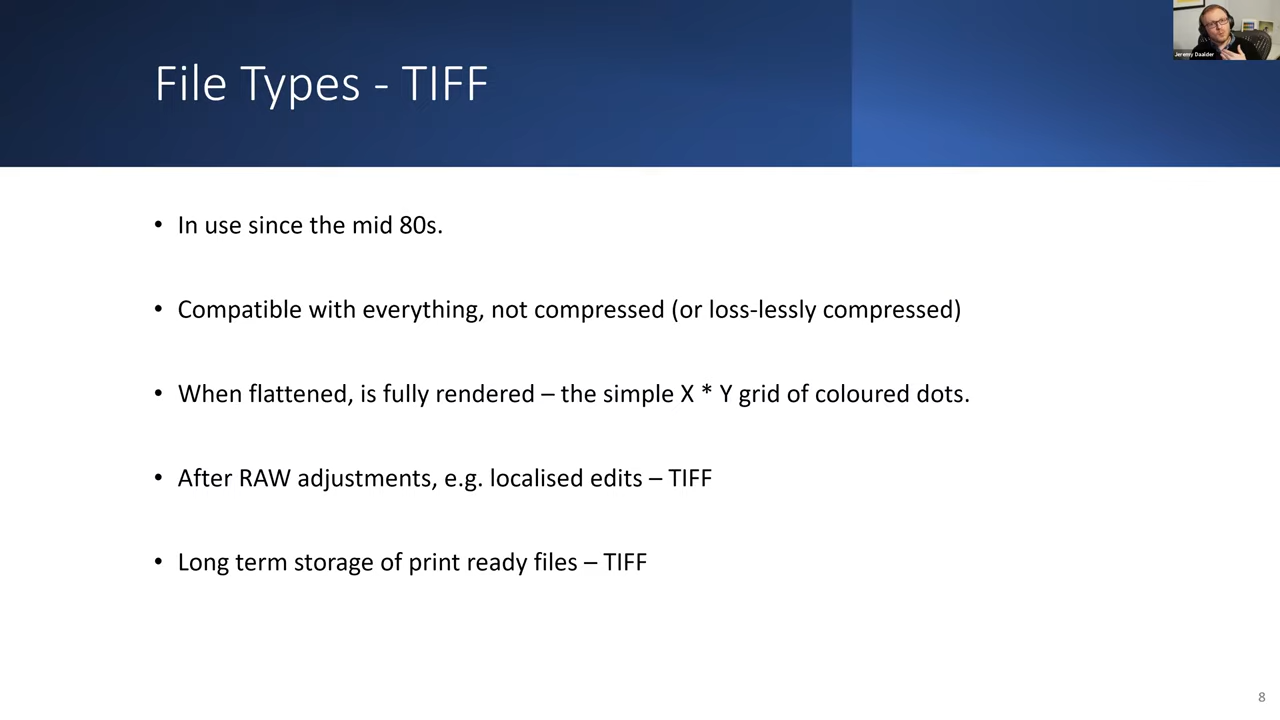 File Types - TIFF
Jeremy Daalder
• In use since the mid 80s.
• Compatible with everything, not compressed (or loss-lessly compressed)
• When flattened, is fully rendered – the simple X * Y grid of coloured dots.
• After RAW adjustments, e.g. localised edits – TIFF
• Long term storage of print ready files – TIFF
8